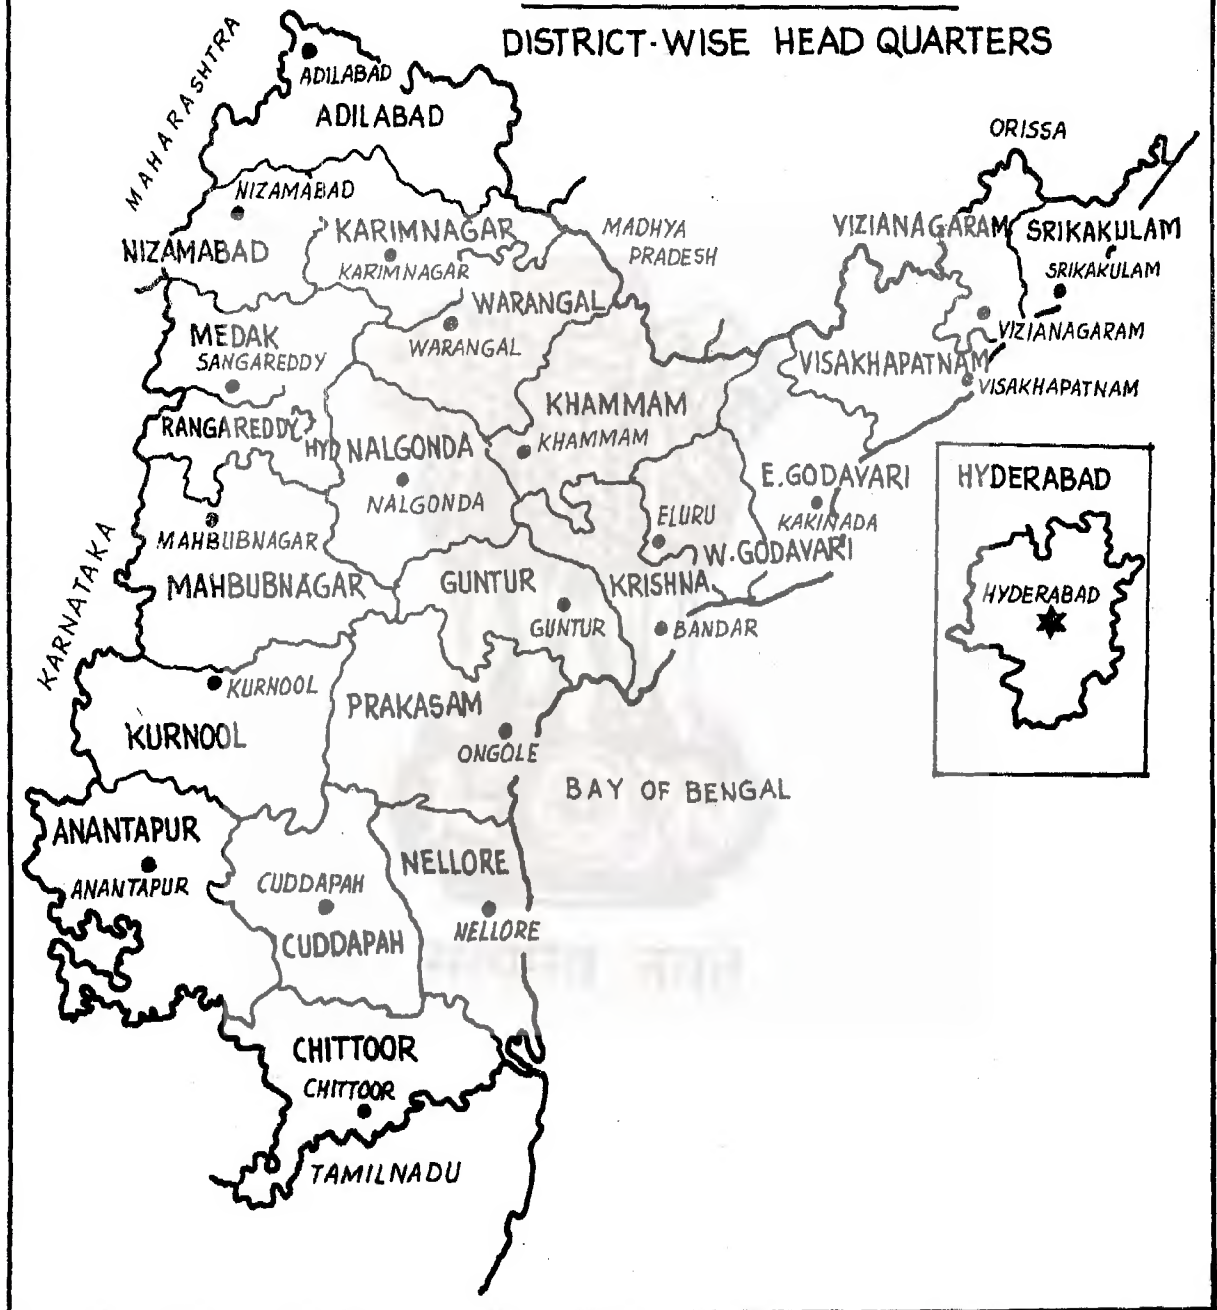 DISTRICT-WISE HEAD QUARTERS
MAHARASHTRA
ADILABAD
ADILABAD
ORISSA
NIZAMABAD
NIZAMABAD
KARIMNAGAR
KARIMNAGAR
MADHYA
PRADESH
VIZIANAGARAM
SRIKAKULAM
SRIKAKULAM
WARANGAL
WARANGAL
MEDAK
SANGAREDDY
VIZIANAGARAM
VISAKHAPATNAM
VISAKHAPATNAM
KHAMMAM
KHAMMAM
RANGAREDDY
HYD
NALGONDA
NALGONDA
E.GODAVARI
KAKINADA
HYDERABAD
HYDERABAD
ELURU
W.GODAVARI
MAHBUBNAGAR
MAHBUBNAGAR
KARNATAKA
GUNTUR
GUNTUR
KRISHNA
BANDAR
KURNOOL
KURNOOL
PRAKASAM
ONGOLE
BAY OF BENGAL
ANANTAPUR
ANANTAPUR
CUDDAPAH
CUDDAPAH
NELLORE
NELLORE
सत्यमेव जयते
CHITTOOR
CHITTOOR
TAMILNADU